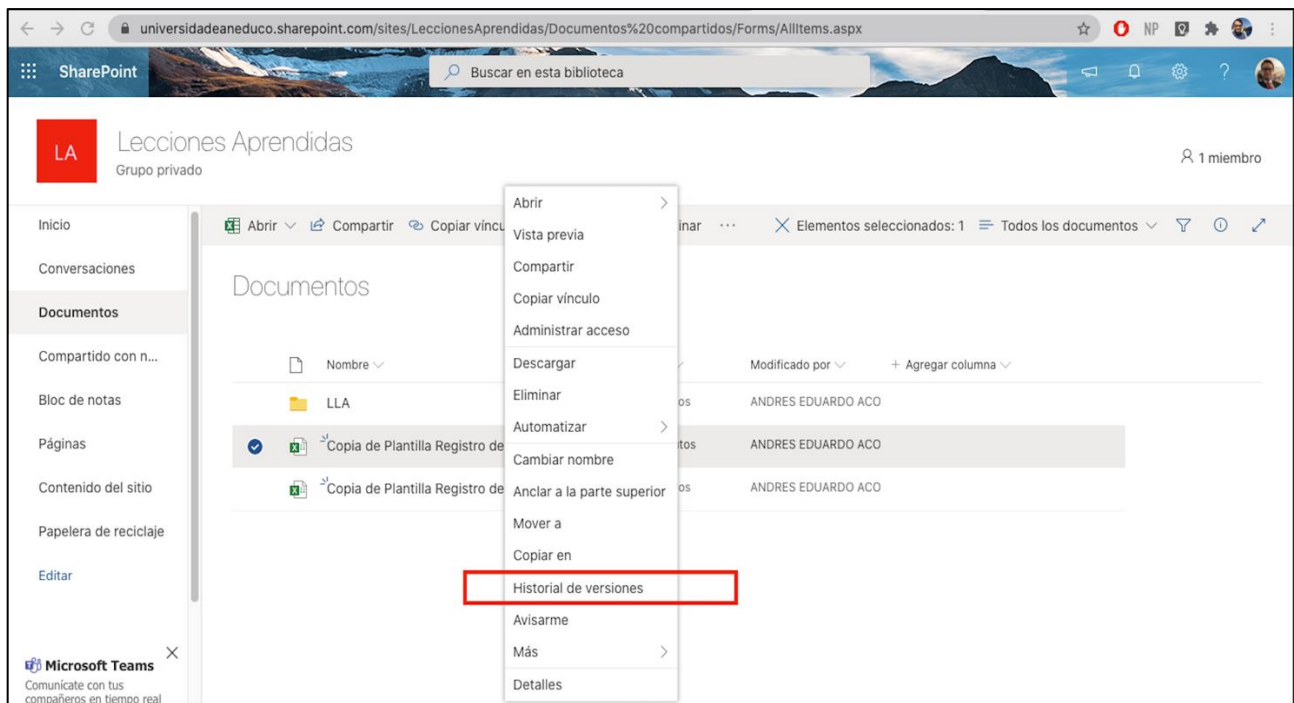 universidadeaneduco.sharepoint.com/sites/LeccionesAprendidas/Documentos%20compartidos/Forms/AllItems.aspx
NP
SharePoint
Buscar en esta biblioteca
?
LA
Lecciones Aprendidas
Grupo privado
1 miembro
Inicio
Conversaciones
Documentos
Compartido con n...
Bloc de notas
Páginas
Contenido del sitio
Papelera de reciclaje
Editar
Microsoft Teams
Comunícate con tus
compañeros en tiempo real
Abrir
Compartir
Copiar víncu
inar
...
Elementos seleccionados: 1
Todos los documentos
Documentos
Nombre
Modificado por
+ Agregar columna
LLA
os
ANDRES EDUARDO ACO
Copia de Plantilla Registro de
tos
ANDRES EDUARDO ACO
Copia de Plantilla Registro de
os
ANDRES EDUARDO ACO
Abrir
Vista previa
Compartir
Copiar vínculo
Administrar acceso
Descargar
Eliminar
Automatizar
Cambiar nombre
Anclar a la parte superior
Mover a
Copiar en
Historial de versiones
Avisarme
Más
Detalles